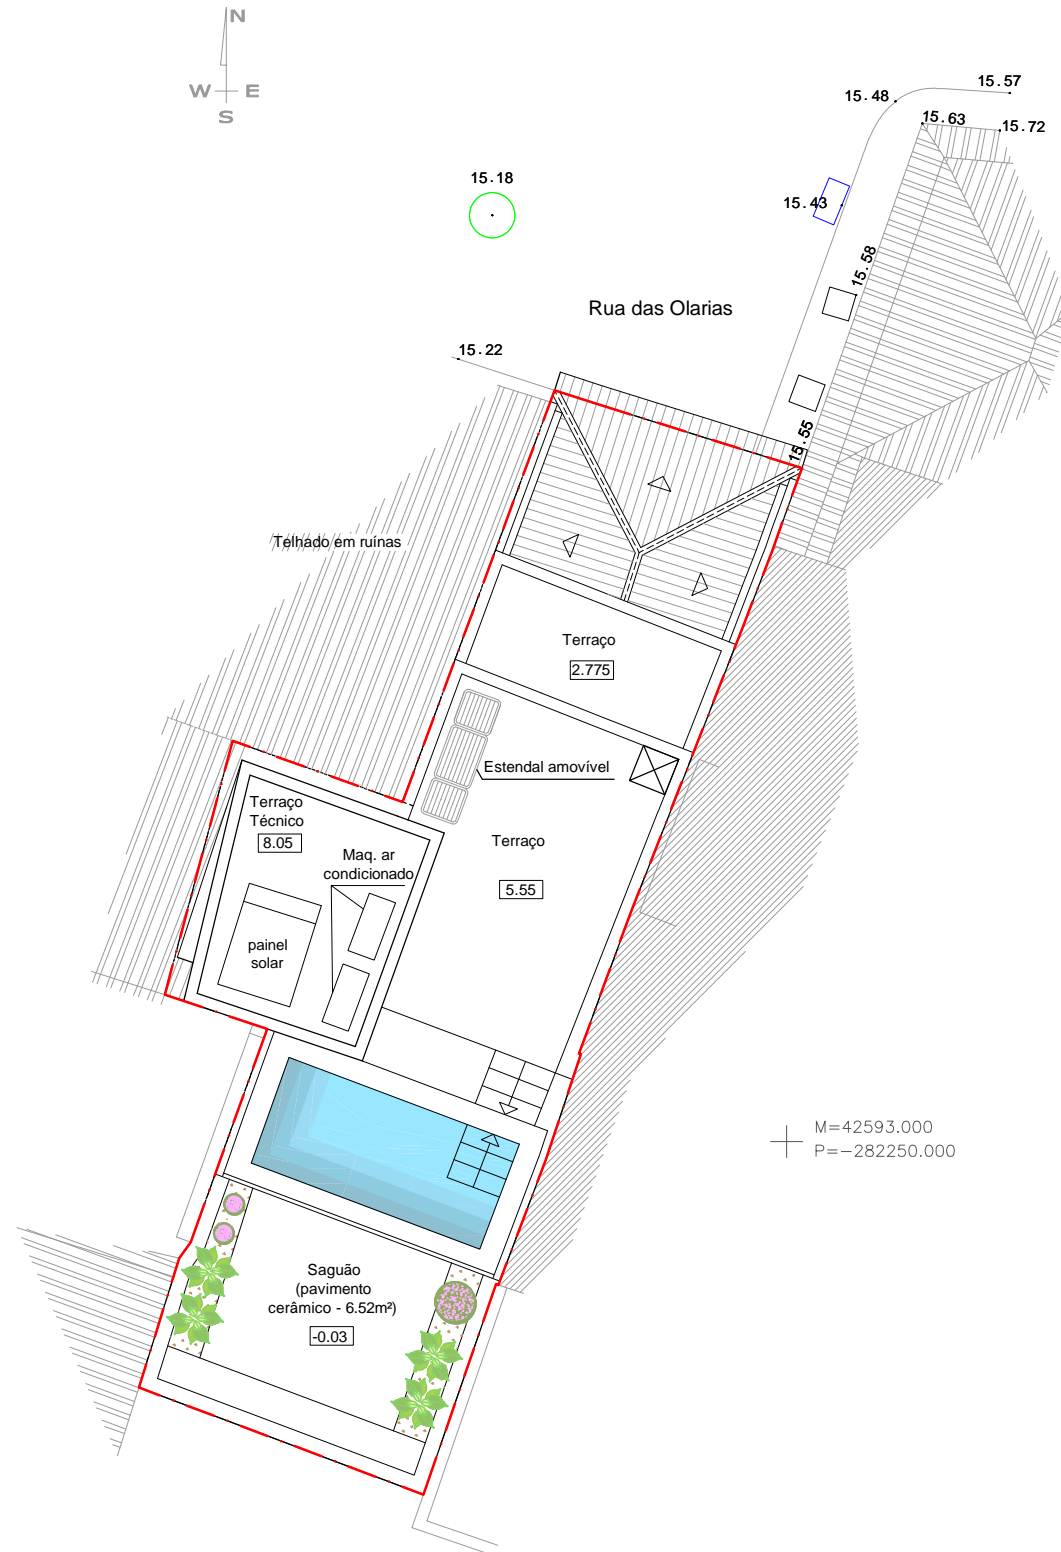 N
W E
S
15.57
15.48
15.63
15.72
15.18
15.43
15.58
Rua das Olarias
15.22
15.55
Telhado em ruínas
Terraço
2.775
Estendal amovível
Terraço
Técnico
8.05
Terraço
5.55
Maq. ar
condicionado
painel
solar
M=42593.000
P=-282250.000
Saguão
(pavimento
cerâmico - 6.52m²)
-0.03